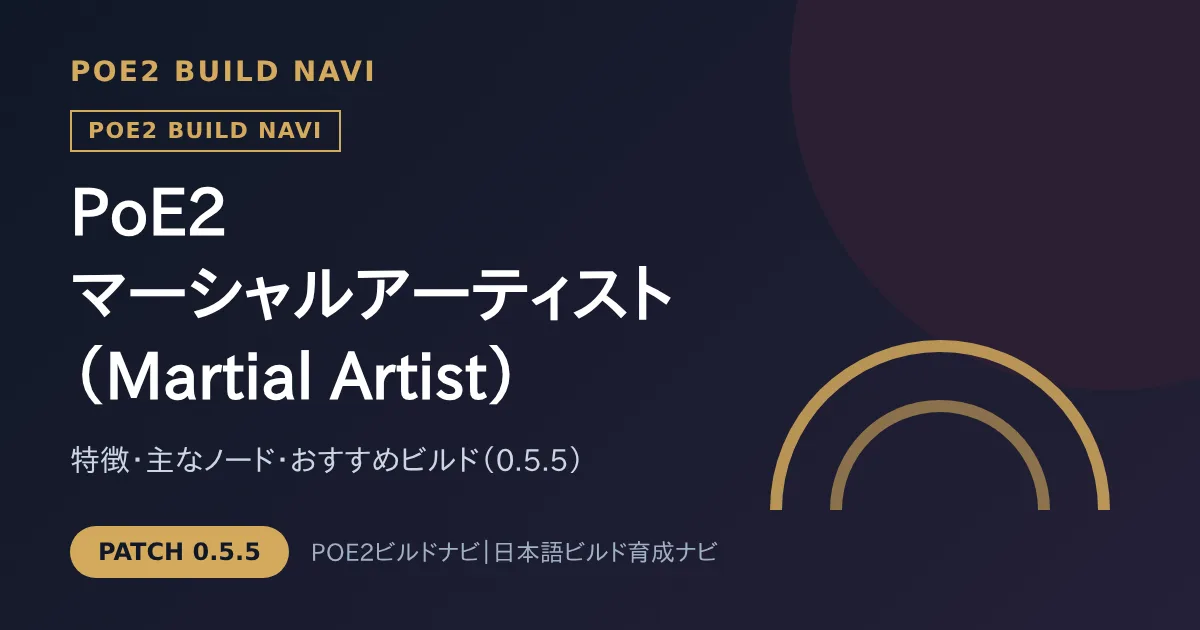 POE2 BUILD NAVI
POE2 BUILD NAVI
PoE2
マーシャルアーティスト
（Martial Artist）
特徴・主なノード・おすすめビルド（0.5.5）
PATCH 0.5.5
POE2ビルドナビ|日本語ビルド育成ナビ